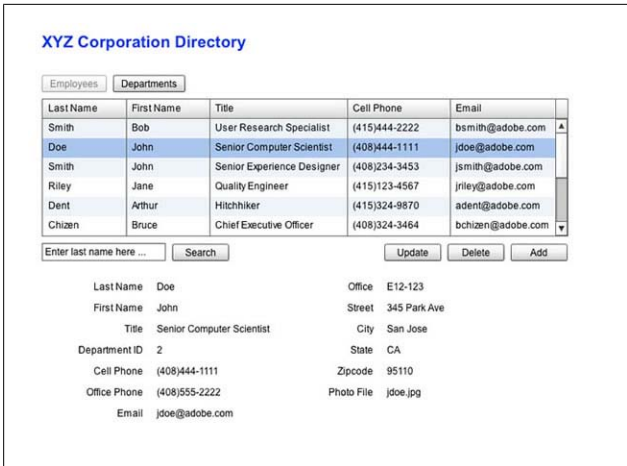 XYZ Corporation Directory
Employees Departments
Last Name First Name Title Cell Phone Email
Smith Bob User Research Specialist (415)444-2222 bsmith@adobe.com
Doe John Senior Computer Scientist (408)444-1111 jdoe@adobe.com
Smith John Senior Experience Designer (408)234-3453 jsmith@adobe.com
Riley Jane Quality Engineer (415)123-4567 jriley@adobe.com
Dent Arthur Hitchhiker (415)324-9870 adent@adobe.com
Chizen Bruce Chief Executive Officer (408)324-3464 bchizen@adobe.com
Enter last name here ... Search Update Delete Add
Last Name Doe Office E12-123
First Name John Street 345 Park Ave
Title Senior Computer Scientist City San Jose
Department ID 2 State CA
Cell Phone (408)444-1111 Zipcode 95110
Office Phone (408)555-2222 Photo File jdoe.jpg
Email jdoe@adobe.com